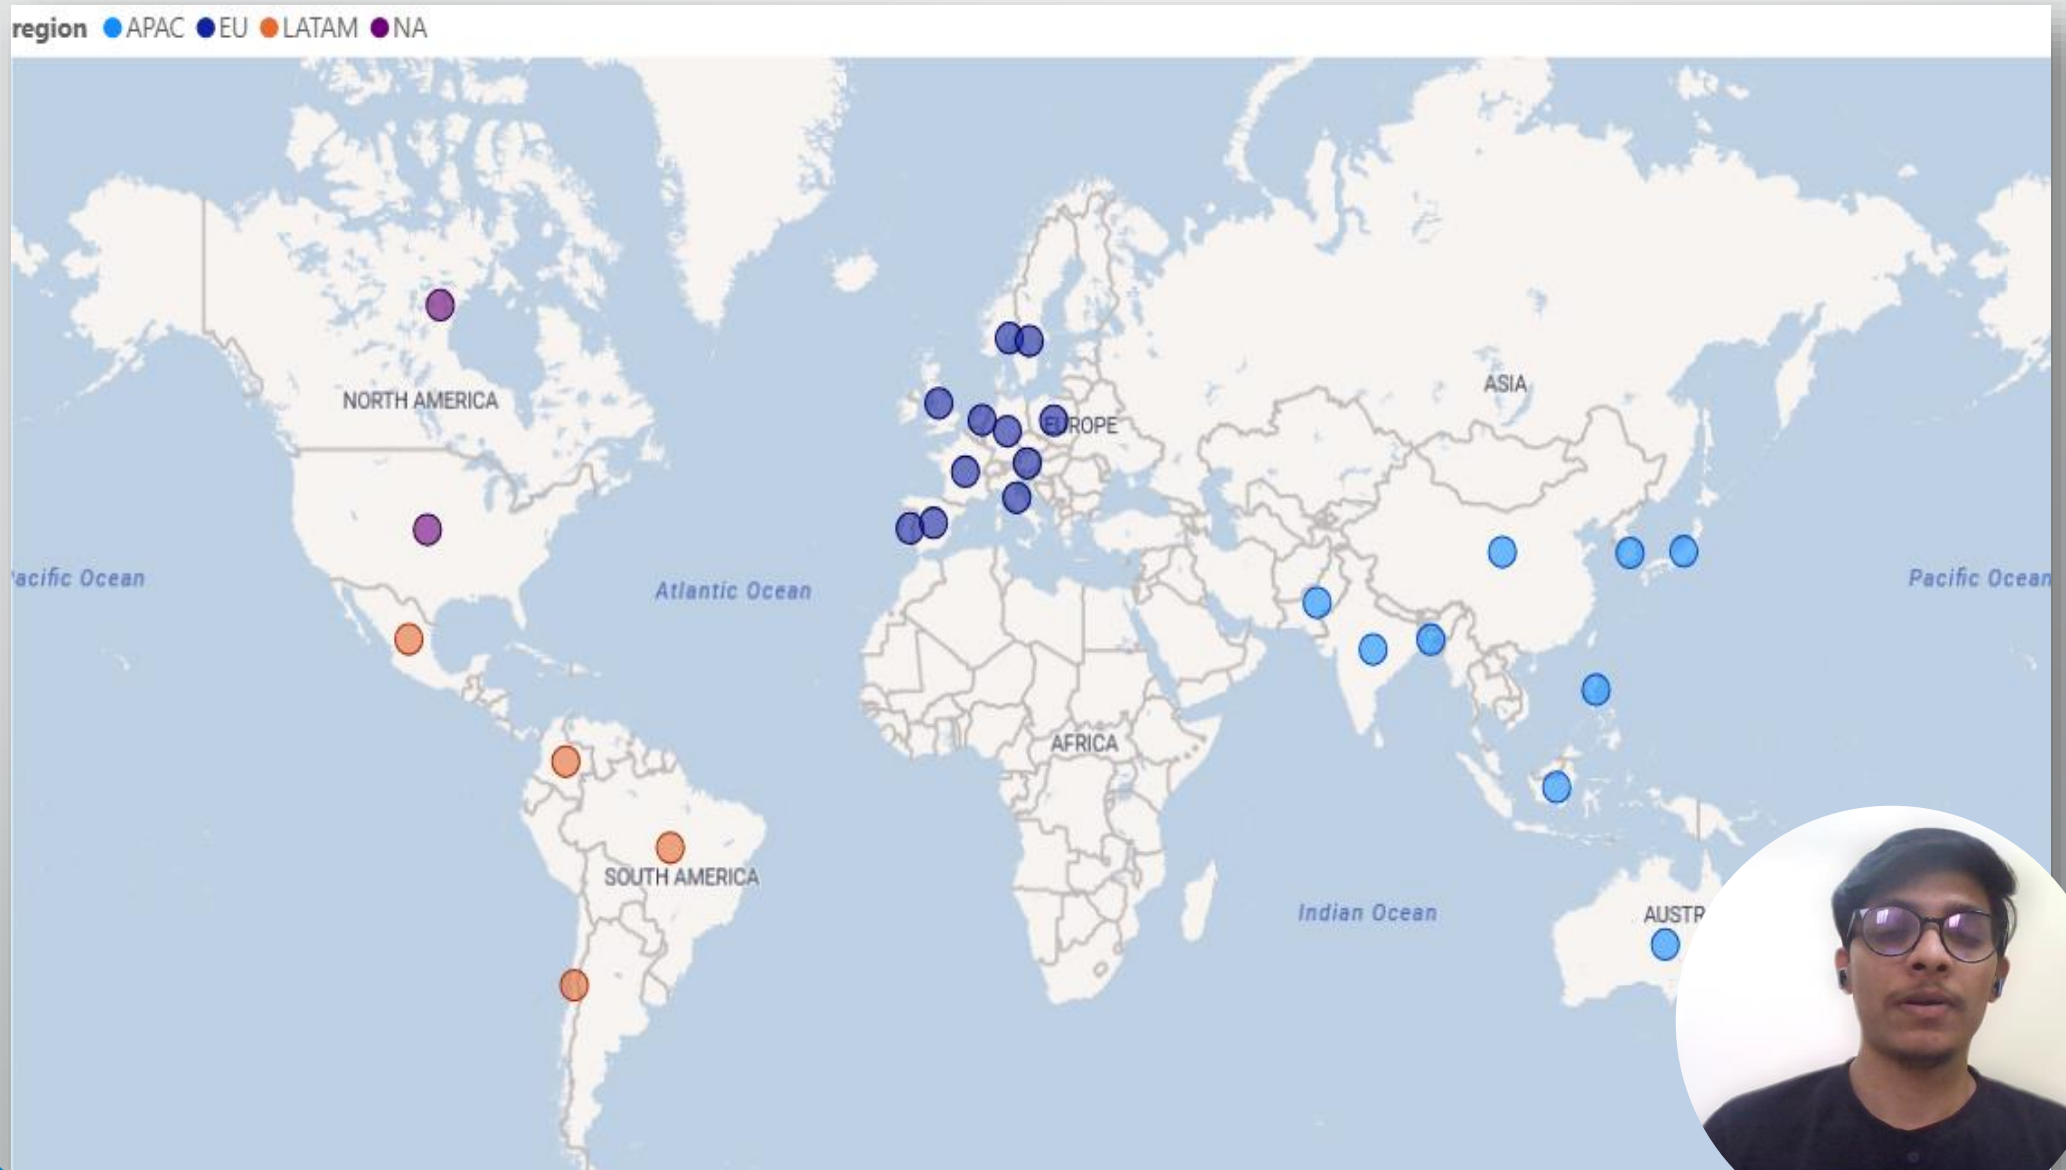 region APAC EU LATAM NA
NORTH AMERICA
ASIA
EUROPE
acific Ocean
Atlantic Ocean
Pacific Ocean
AFRICA
SOUTH AMERICA
Indian Ocean
AUSTR